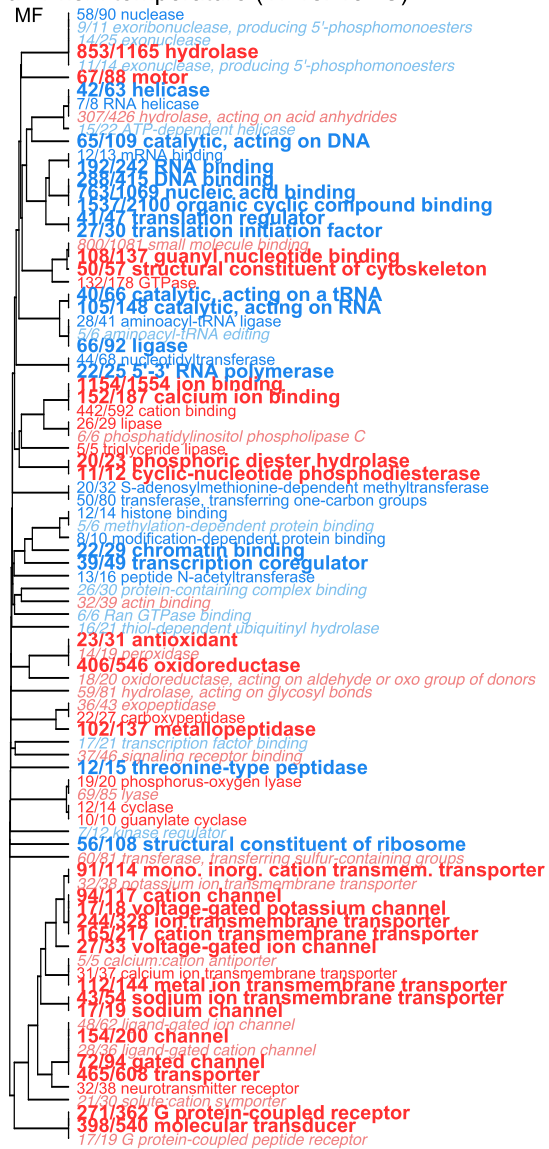 MF
58/90 nuclease
9/11 exoribonuclease, producing 5'-phosphomonoesters
14/25 exonuclease
853/1165 hydrolase
11/14 exonuclease, producing 5'-phosphomonoesters
67/88 motor
42/63 helicase
7/8 RNA helicase
307/426 hydrolase, acting on acid anhydrides
15/22 ATP-dependent helicase
65/109 catalytic, acting on DNA
12/13 mRNA binding
192/242 RNA binding
288/415 DNA binding
763/1069 nucleic acid binding
1537/2100 organic cyclic compound binding
41/47 translation regulator
27/30 translation initiation factor
800/1081 small molecule binding
108/137 guanyl nucleotide binding
50/57 structural constituent of cytoskeleton
132/178 GTPase
40/66 catalytic, acting on a tRNA
105/148 catalytic, acting on RNA
28/41 aminoacyl-tRNA ligase
5/6 aminoacyl-tRNA editing
66/92 ligase
44/68 nucleotidyltransferase
22/25 5'-3' RNA polymerase
1154/1554 ion binding
152/187 calcium ion binding
442/592 cation binding
26/29 lipase
6/6 phosphatidylinositol phospholipase C
5/5 triglyceride lipase
20/23 phosphoric diester hydrolase
11/12 cyclic-nucleotide phosphodiesterase
20/32 S-adenosylmethionine-dependent methyltransferase
50/80 transferase, transferring one-carbon groups
12/14 histone binding
5/6 methylation-dependent protein binding
8/10 modification-dependent protein binding
22/29 chromatin binding
39/49 transcription coregulator
13/16 peptide N-acetyltransferase
26/30 protein-containing complex binding
32/39 actin binding
6/6 Ran GTPase binding
16/21 thiol-dependent ubiquitinyl hydrolase
23/31 antioxidant
14/19 peroxidase
406/546 oxidoreductase
18/20 oxidoreductase, acting on aldehyde or oxo group of donors
59/81 hydrolase, acting on glycosyl bonds
36/43 exopeptidase
22/27 carboxypeptidase
102/137 metallopeptidase
17/21 transcription factor binding
37/46 signaling receptor binding
12/15 threonine-type peptidase
19/20 phosphorus-oxygen lyase
69/85 lyase
12/14 cyclase
10/10 guanylate cyclase
7/12 kinase regulator
56/108 structural constituent of ribosome
60/81 transferase, transferring sulfur-containing groups
91/114 mono. inorg. cation transmem. transporter
32/38 potassium ion transmembrane transporter
94/117 cation channel
17/18 voltage-gated potassium channel
244/328 ion transmembrane transporter
165/217 cation transmembrane transporter
27/33 voltage-gated ion channel
5/5 calcium:cation antiporter
31/37 calcium ion transmembrane transporter
112/144 metal ion transmembrane transporter
43/54 sodium ion transmembrane transporter
17/19 sodium channel
48/62 ligand-gated ion channel
154/200 channel
28/36 ligand-gated cation channel
72/94 gated channel
465/608 transporter
32/38 neurotransmitter receptor
21/30 solute:cation symporter
271/362 G protein-coupled receptor
398/540 molecular transducer
17/19 G protein-coupled peptide receptor